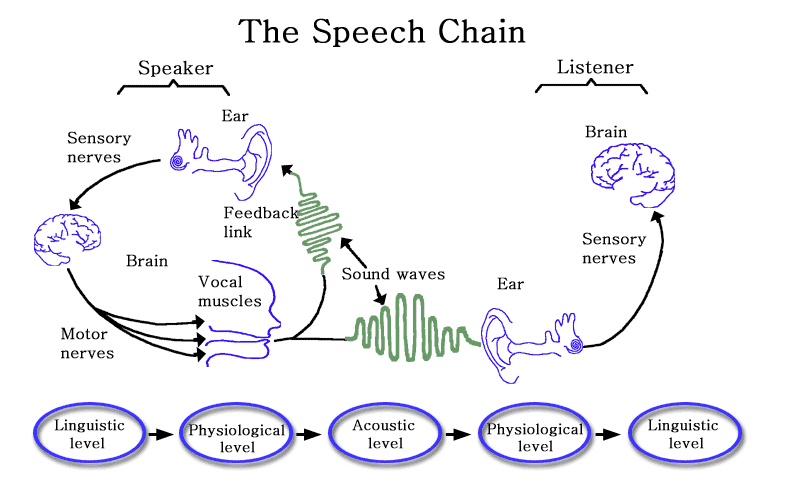 The Speech Chain
Speaker
Listener
Ear
Brain
Sensory
nerves
Feedback
link
Sensory
nerves
Brain
Vocal
muscles
Sound waves
Ear
Motor
nerves
Linguistic
level
Physiological
level
Acoustic
level
Physiological
level
Linguistic
level